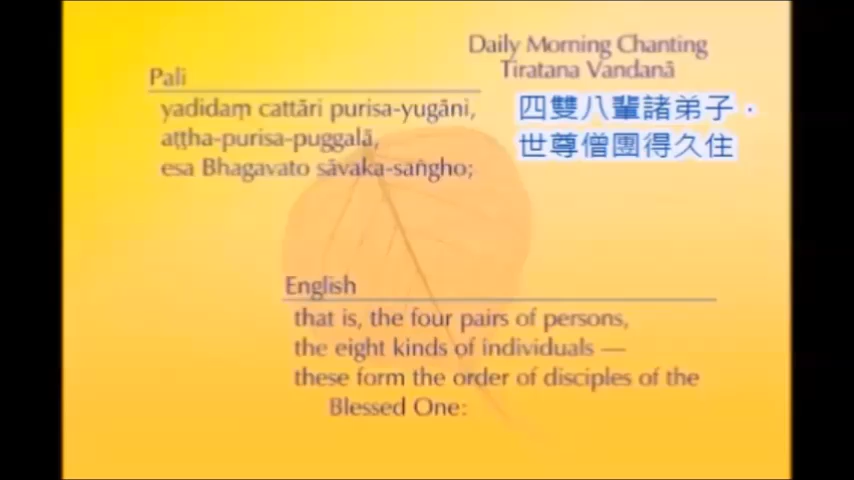 Daily Morning Chanting
Tiratana Vandanā
Pali
yadidaṃ cattāri purisa-yugāni,
aṭṭha-purisa-puggalā,
esa Bhagavato sāvaka-saṅgho;
四雙八輩諸弟子．
世尊僧團得久住
English
that is, the four pairs of persons,
the eight kinds of individuals —
these form the order of disciples of the
Blessed One: